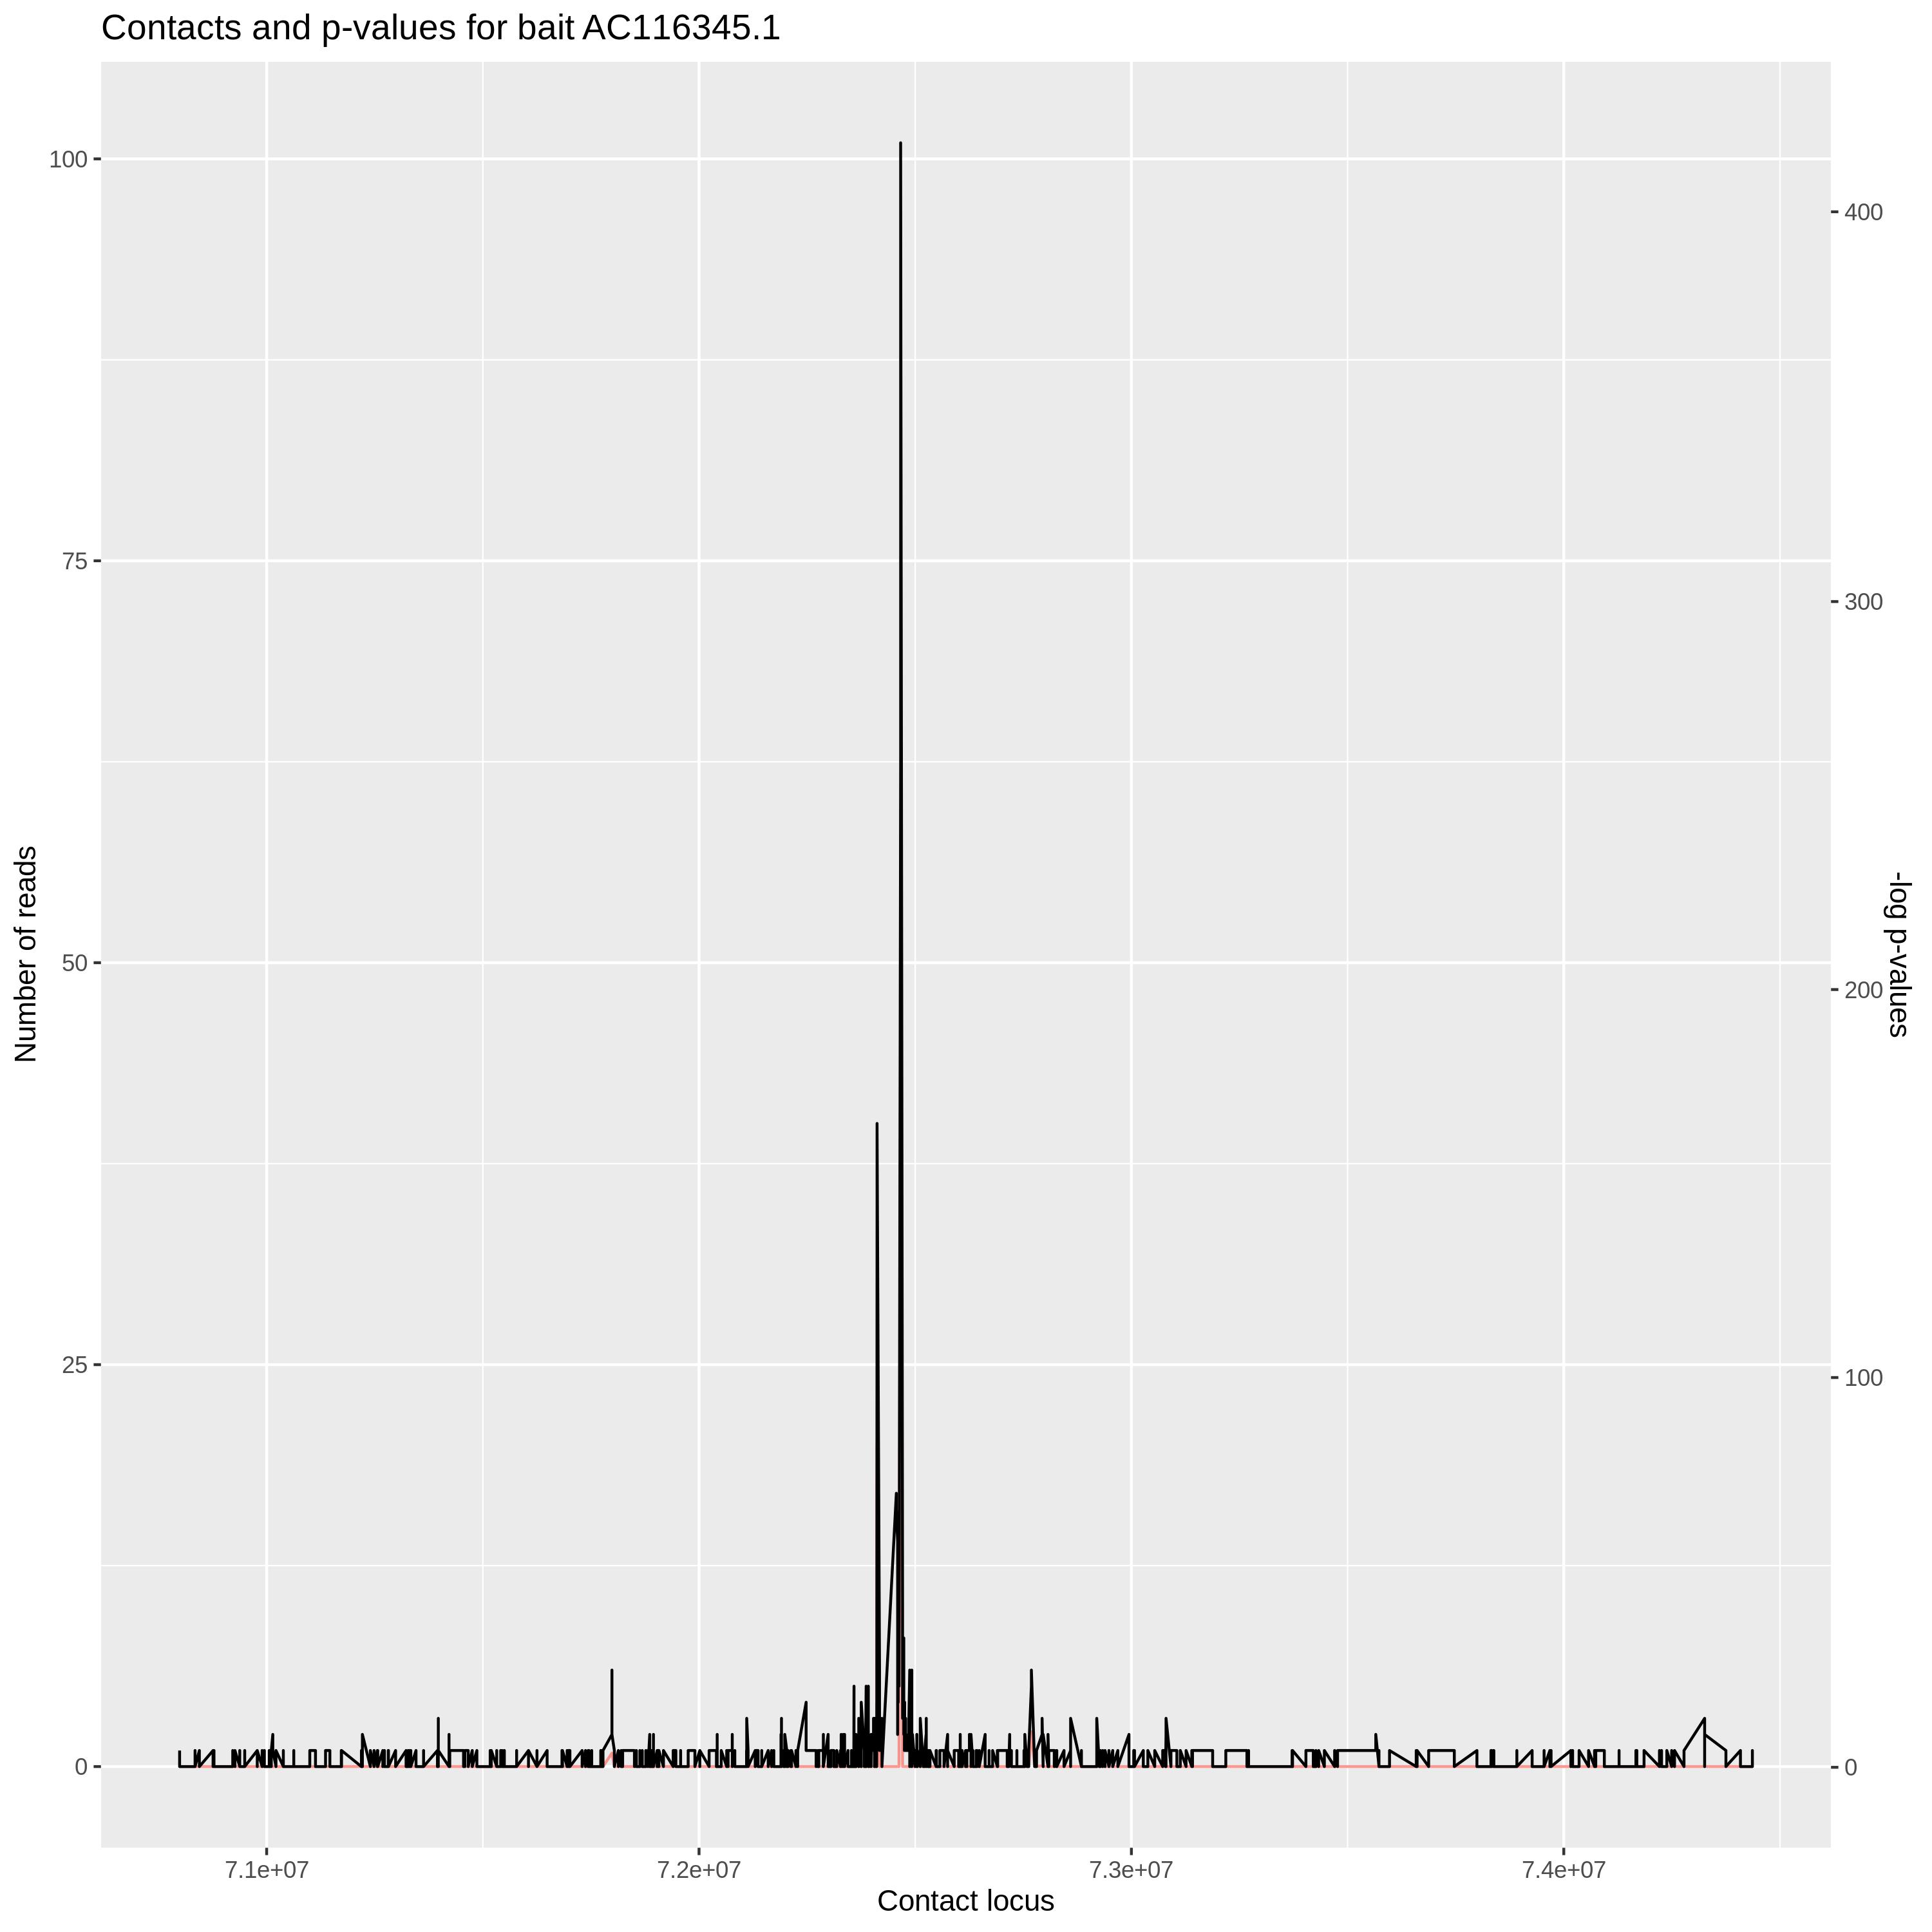 Contacts and p-values for bait AC116345.1
100
75
50
25
0
Number of reads
400
300
200
100
0
-log p-values
7.1e+07 7.2e+07 7.3e+07 7.4e+07
Contact locus